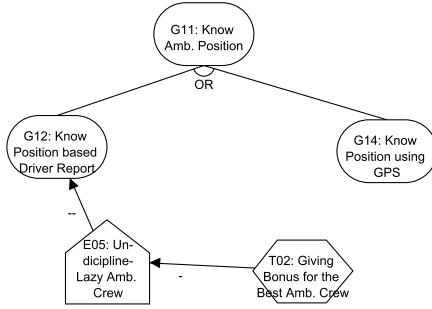 G11: Know
Amb. Position
OR
G12: Know
Position based
Driver Report
G14: Know
Position using
GPS
--
E05: Un-
dicipline-
Lazy Amb.
Crew
-
T02: Giving
Bonus for the
Best Amb. Crew